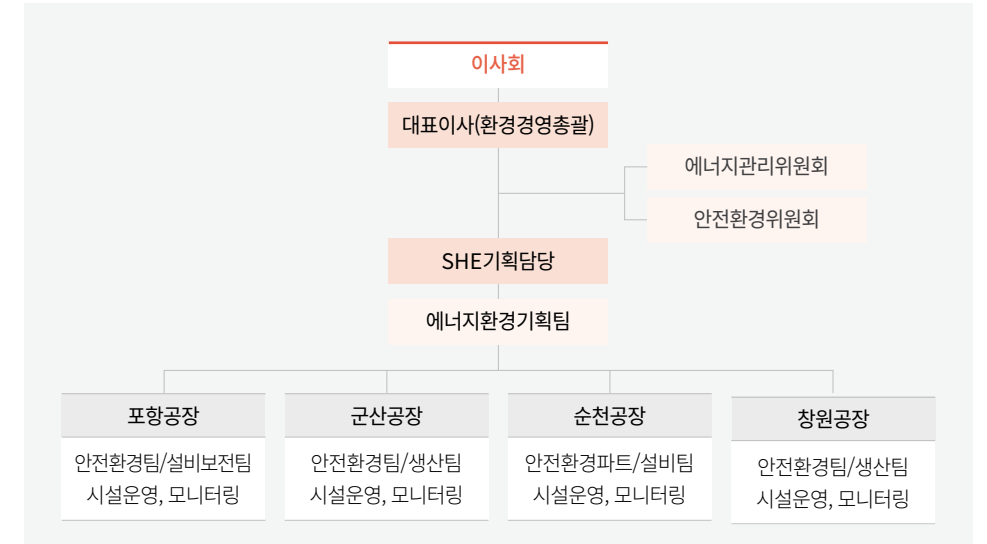 이사회
대표이사(환경경영총괄)
에너지관리위원회
안전환경위원회
SHE기획담당
에너지환경기획팀
포항공장
안전환경팀/설비보전팀
시설운영, 모니터링
군산공장
안전환경팀/생산팀
시설운영, 모니터링
순천공장
안전환경파트/설비팀
시설운영, 모니터링
창원공장
안전환경팀/생산팀
시설운영, 모니터링